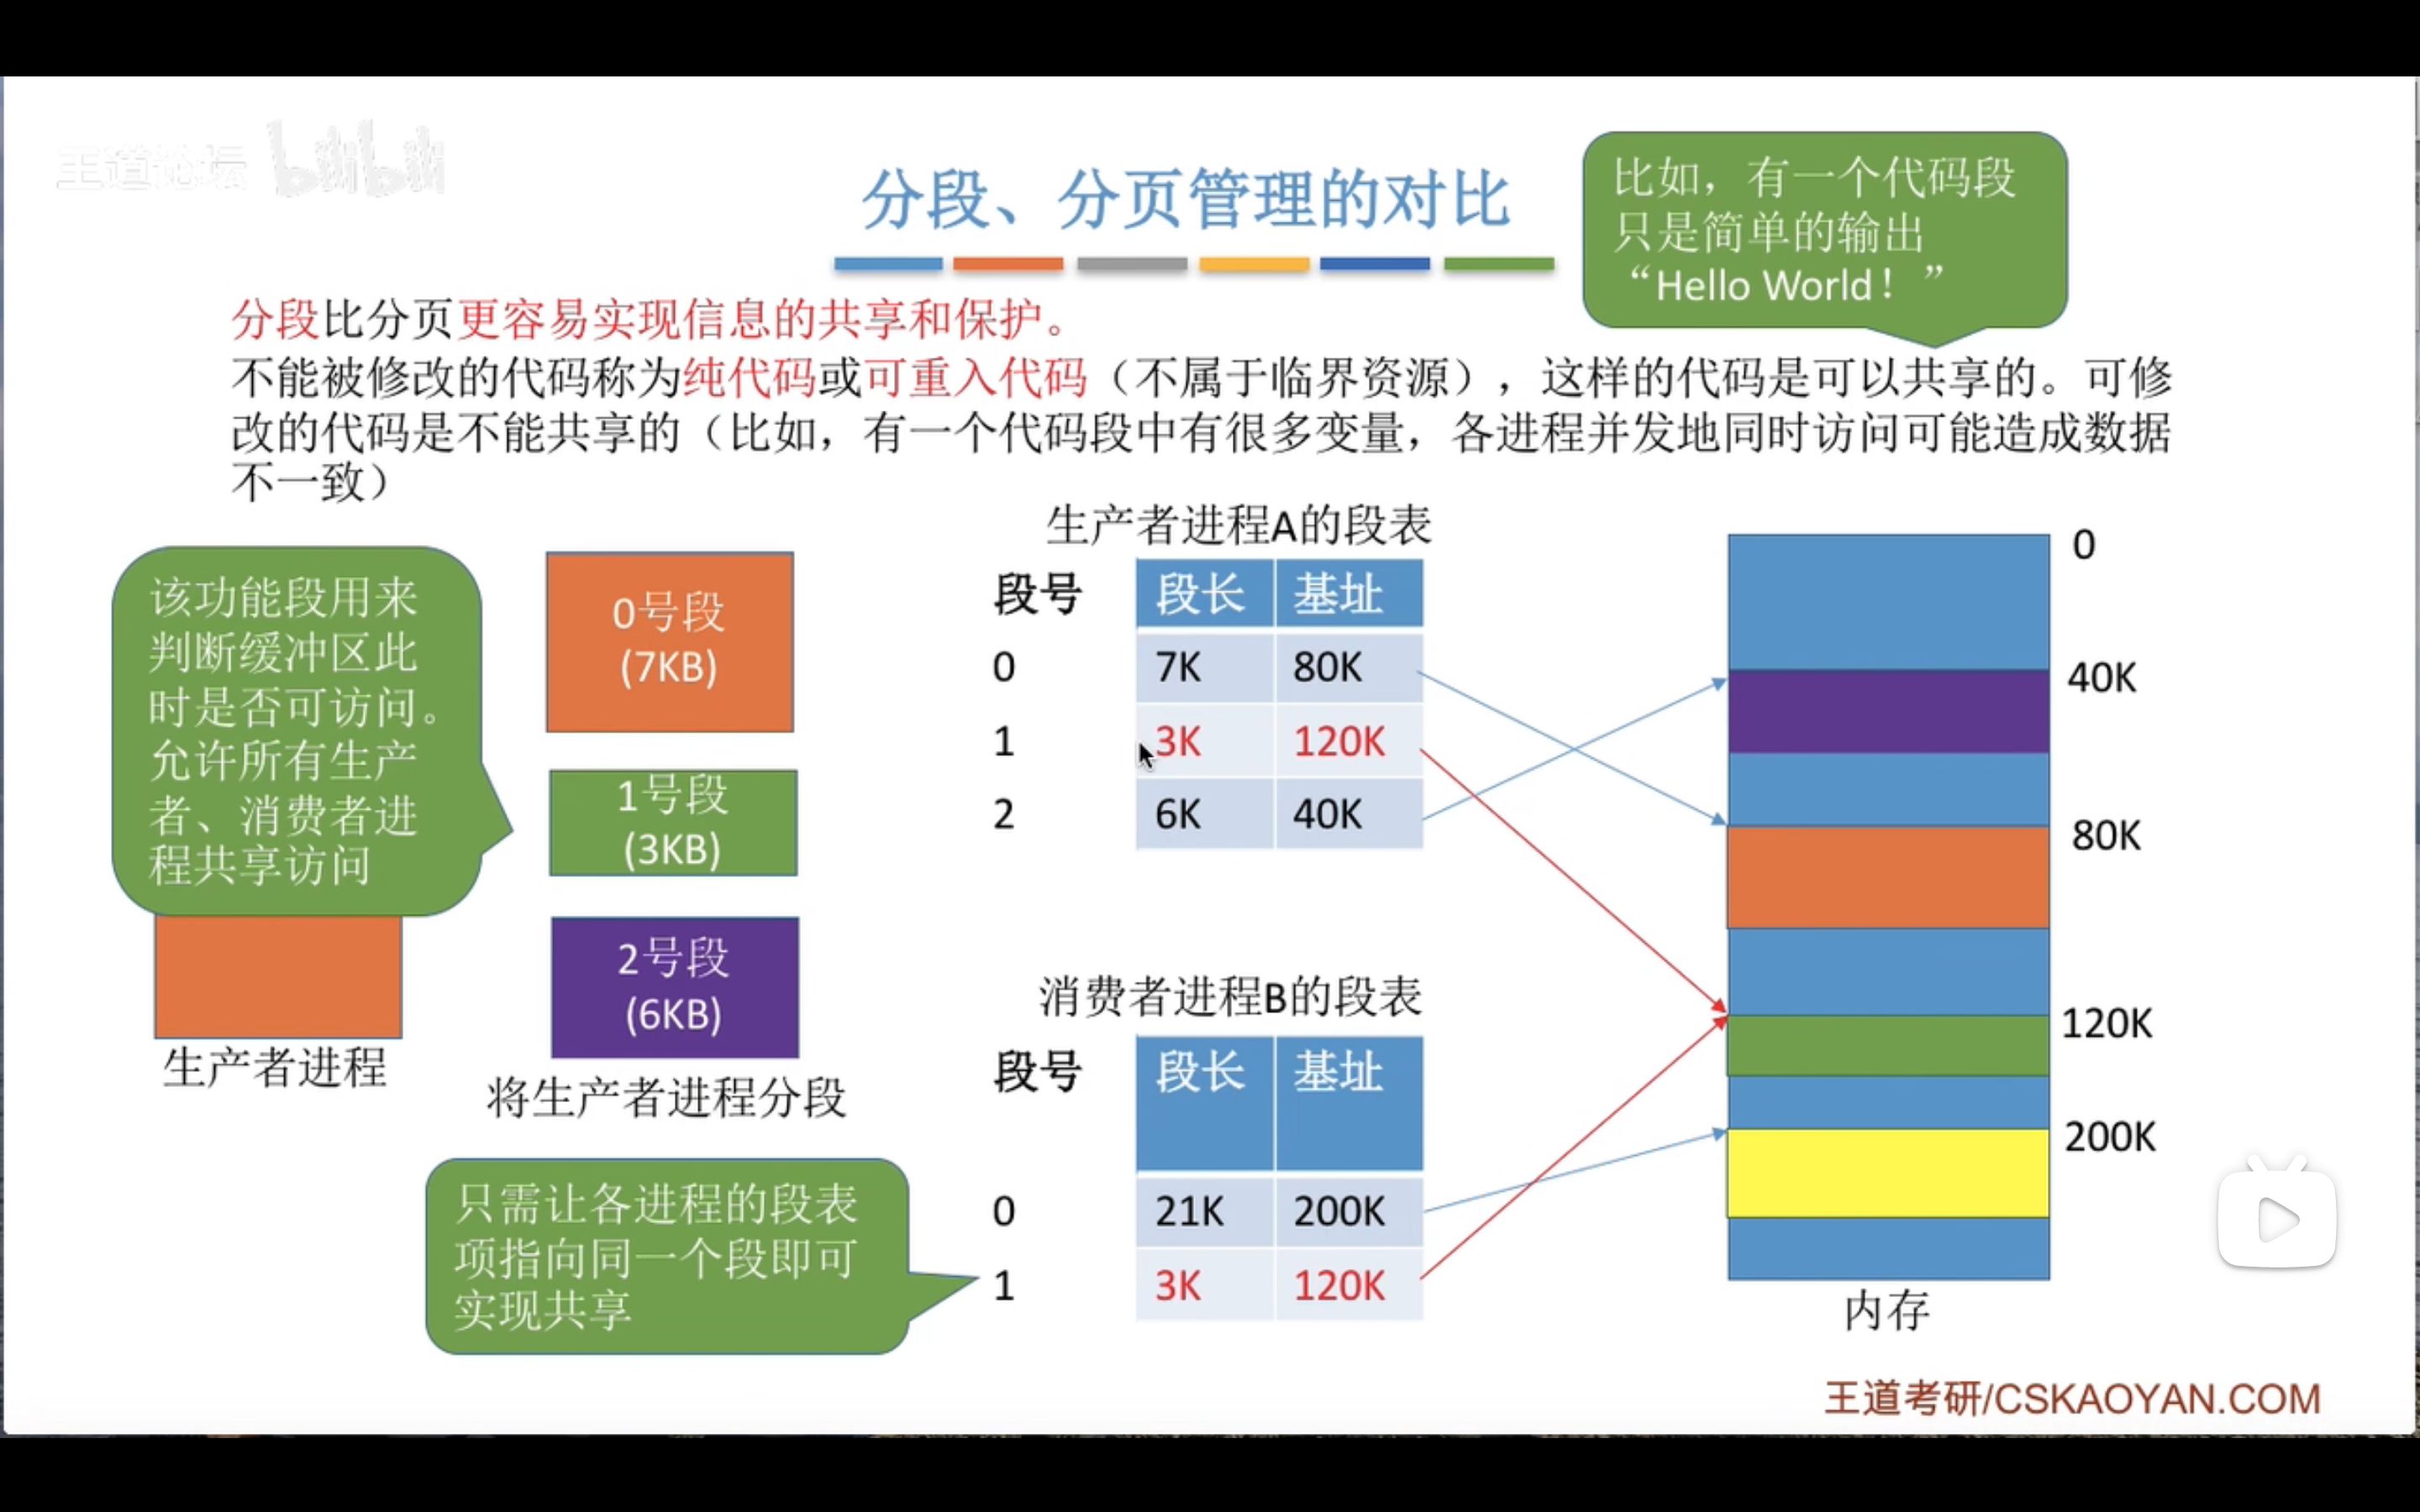 王道论坛 bilibili
分段、分页管理的对比
比如，有一个代码段
只是简单的输出
“Hello World！”
分段比分页更容易实现信息的共享和保护。
不能被修改的代码称为纯代码或可重入代码（不属于临界资源），这样的代码是可以共享的。可修
改的代码是不能共享的（比如，有一个代码段中有很多变量，各进程并发地同时访问可能造成数据
不一致）
该功能段用来
判断缓冲区此
时是否可访问。
允许所有生产
者、消费者进
程共享访问
生产者进程
0号段
(7KB)
1号段
(3KB)
2号段
(6KB)
将生产者进程分段
生产者进程A的段表
段号 段长 基址
0 7K 80K
1 3K 120K
2 6K 40K
消费者进程B的段表
段号 段长 基址
0 21K 200K
1 3K 120K
只需让各进程的段表
项指向同一个段即可
实现共享
0
40K
80K
120K
200K
内存
王道考研/CSKAOYAN.COM